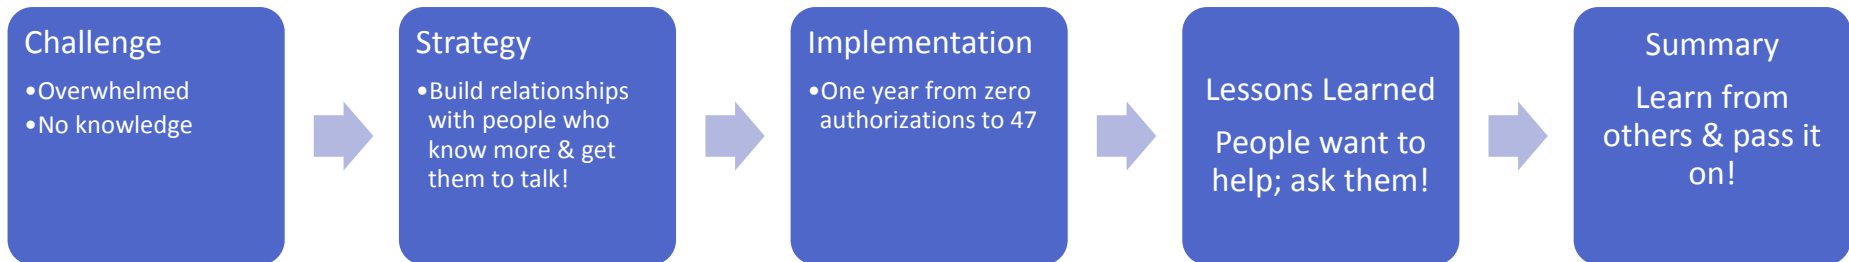 Challenge
•Overwhelmed
•No knowledge
Strategy
•Build relationships
with people who
know more & get
them to talk!
Implementation
•One year from zero
authorizations to 47
Lessons Learned
People want to
help; ask them!
Summary
Learn from
others & pass it
on!